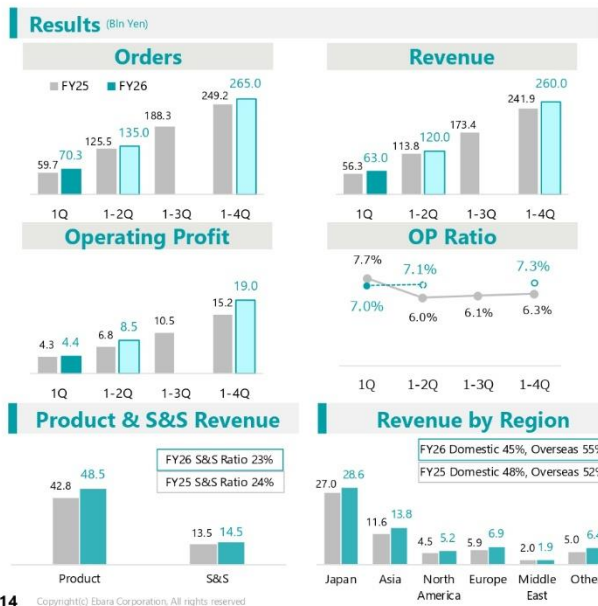 Results (Bln Yen)
Orders
FY25 FY26
59.7 70.3 125.5 135.0 188.3 249.2 265.0
1Q 1-2Q 1-3Q 1-4Q
Revenue
56.3 63.0 113.8 120.0 173.4 241.9 260.0
1Q 1-2Q 1-3Q 1-4Q
Operating Profit
4.3 4.4 6.8 8.5 10.5 15.2 19.0
1Q 1-2Q 1-3Q 1-4Q
OP Ratio
7.7% 7.1% 7.3%
7.0% 6.0% 6.1% 6.3%
1Q 1-2Q 1-3Q 1-4Q
Product & S&S Revenue
FY26 S&S Ratio 23%
FY25 S&S Ratio 24%
42.8 48.5 13.5 14.5
Product S&S
Revenue by Region
FY26 Domestic 45%, Overseas 55%
FY25 Domestic 48%, Overseas 52%
27.0 28.6 11.6 13.8 4.5 5.2 5.9 6.9 2.0 1.9 5.0
Japan Asia North America Europe Middle East
14 Copyright(c) Ebara Corporation, All rights reserved